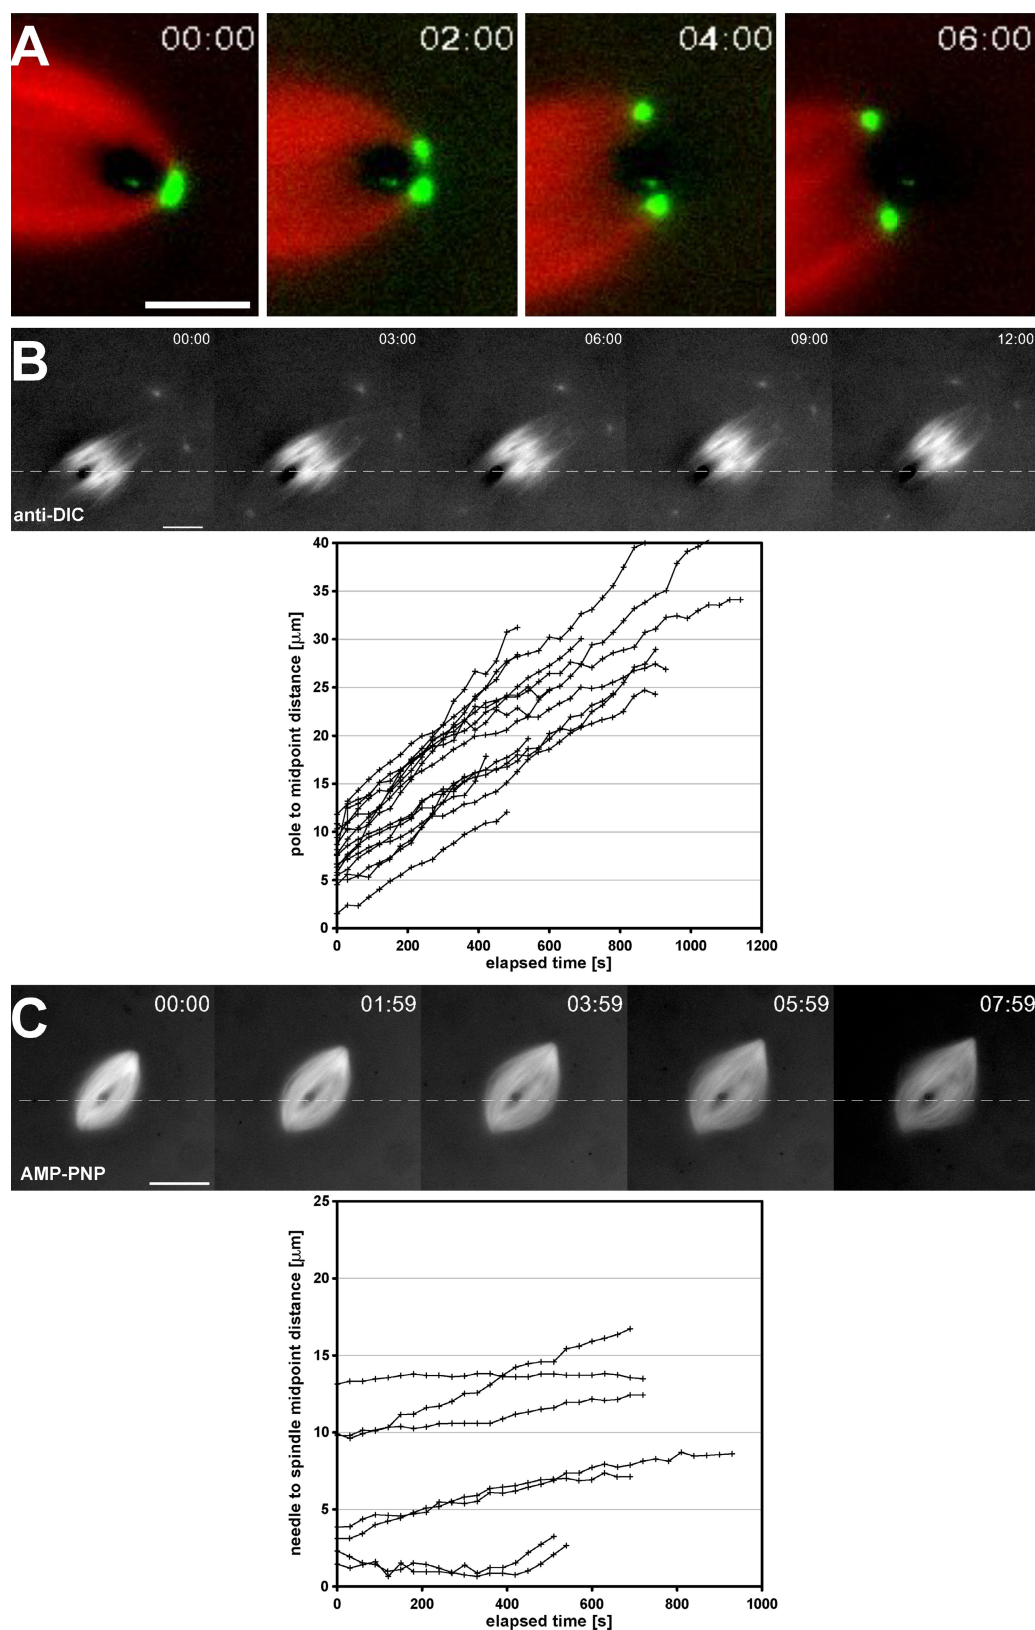 A
00:00 02:00 04:00 06:00
B
00:00 03:00 06:00 09:00 12:00
anti-DIC
pole to midpoint distance [μm]
40
35
30
25
20
15
10
5
0
0 200 400 600 800 1000 1200
elapsed time [s]
C
00:00 01:59 03:59 05:59 07:59
AMP-PNP
needle to spindle midpoint distance [μm]
25
20
15
10
5
0
0 200 400 600 800 1000
elapsed time [s]